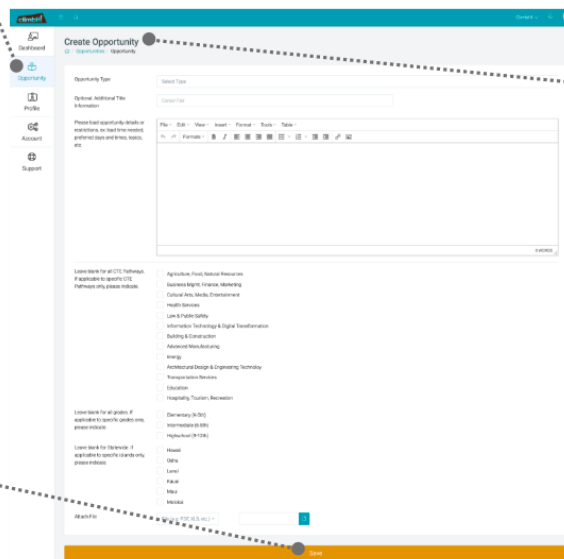 climb
Dashboard
Opportunity
Profile
Account
Support
Create Opportunity
Opportunities Opportunity
Opportunity Type
Select Type
Optional: Additional Title Information
Career Fair
Please load opportunity details or
restrictions, ex: lead time needed,
preferred days and times, topics,
etc.
File Edit View Insert Format Tools Table
Formats B I
0 WORDS
Leave blank for all CTE Pathways.
If applicable to specific CTE
Pathways only, please indicate.
Agriculture, Food, Natural Resources
Business Mgmt, Finance, Marketing
Cultural Arts, Media, Entertainment
Health Services
Law & Public Safety
Information Technology & Digital Transformation
Building & Construction
Advanced Manufacturing
Energy
Architectural Design & Engineering Technology
Transportation Services
Education
Hospitality, Tourism, Recreation
Leave blank for all grades. If
applicable to specific grades only,
please indicate.
Elementary (K-5th)
Intermediate (6-8th)
Highschool (9-12th)
Leave blank for Statewide. If
applicable to specific islands only,
please indicate.
Hawaii
Oahu
Lanai
Kauai
Maui
Molokai
Attach File
Save